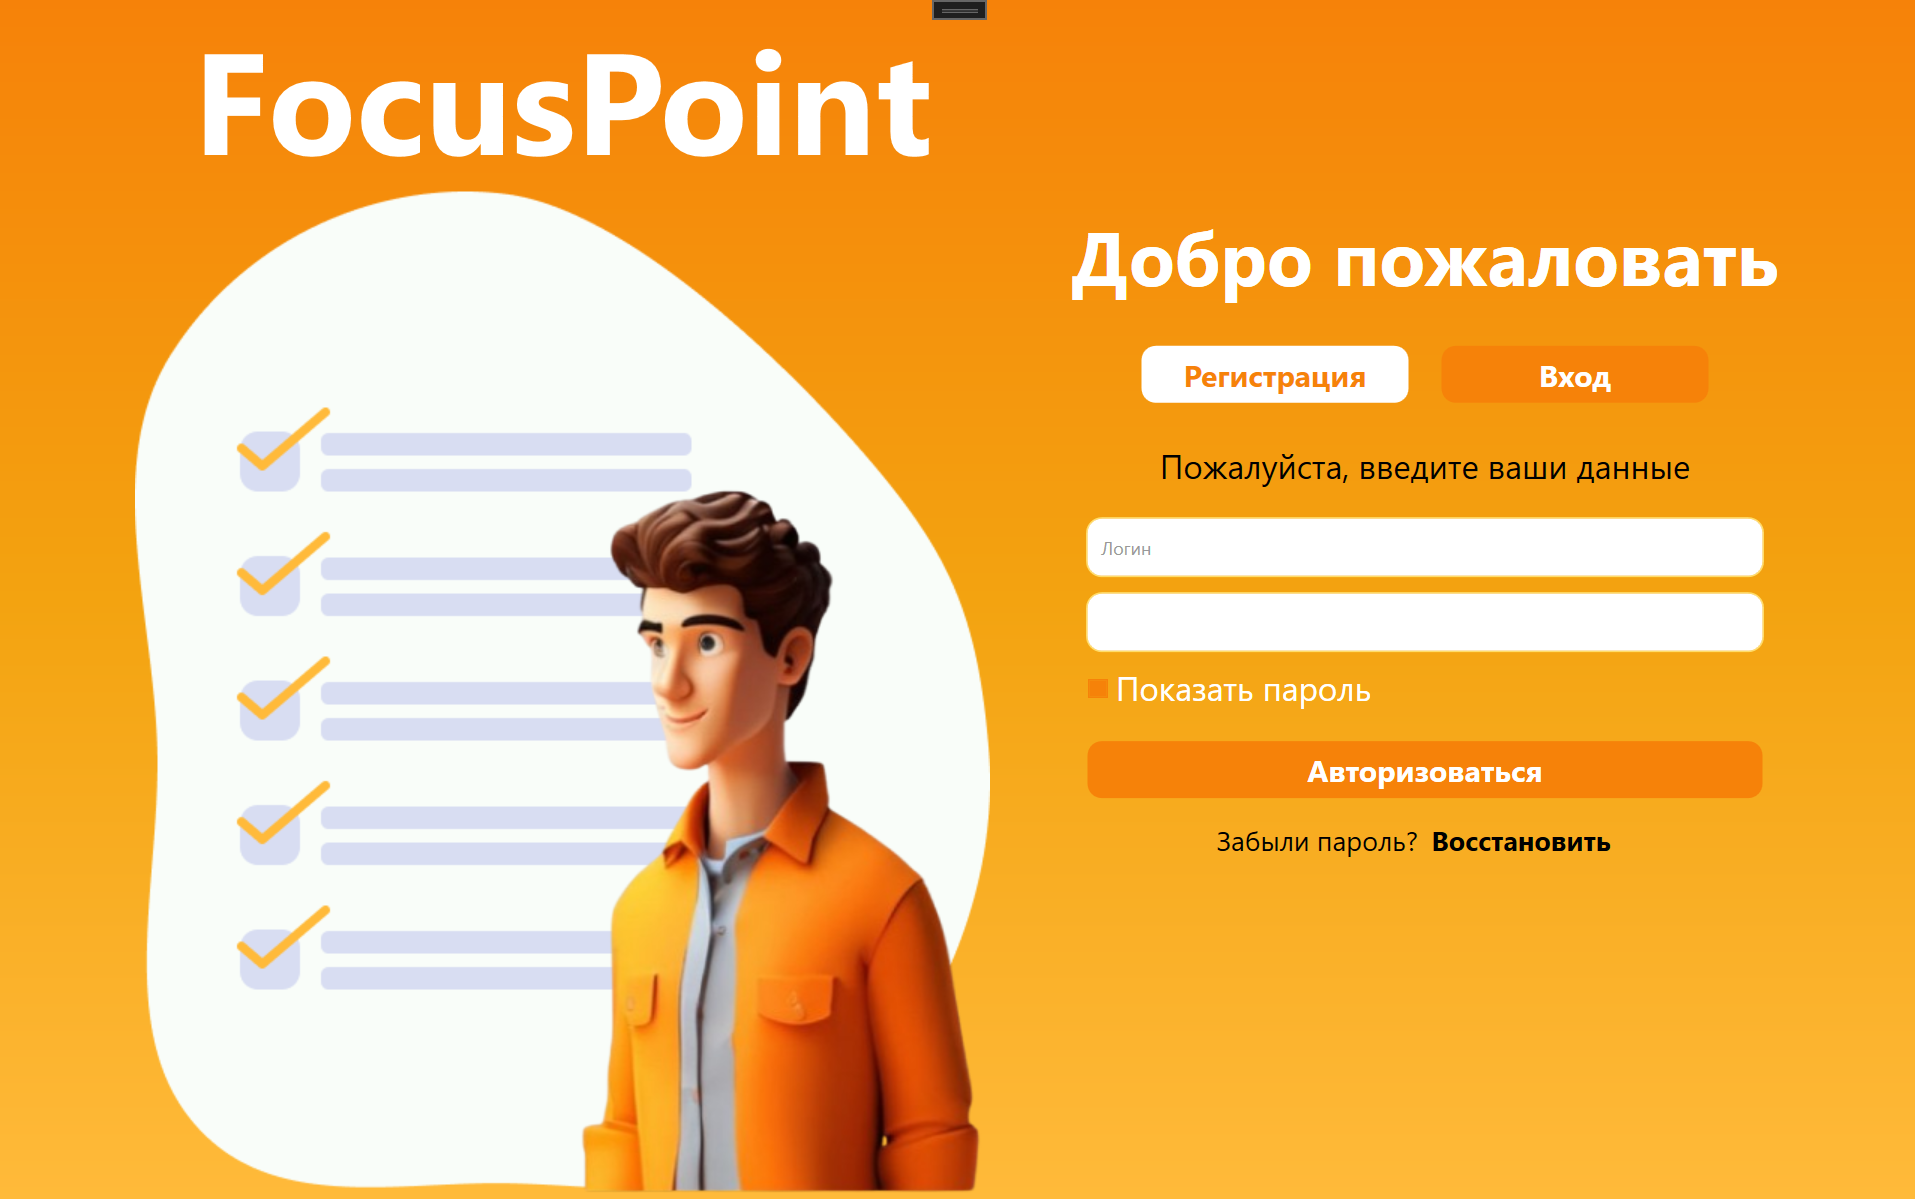 FocusPoint
Добро пожаловать
Регистрация
Вход
Пожалуйста, введите ваши данные
Логин
Показать пароль
Авторизоваться
Забыли пароль? Восстановить